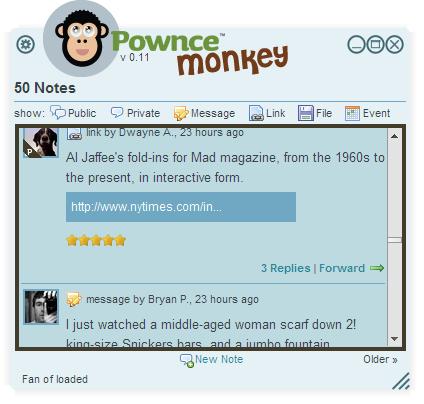 Pownce™
monkey
v 0.11
50 Notes
show: Public Private Message Link File Event
link by Dwayne A., 23 hours ago
P
Al Jaffee's fold-ins for Mad magazine, from the 1960s to
the present, in interactive form.
http://www.nytimes.com/in...
3 Replies | Forward
message by Bryan P., 23 hours ago
I just watched a middle-aged woman scarf down 2!
king-size Snickers bars, and a jumbo fountain
New Note Older »
Fan of loaded